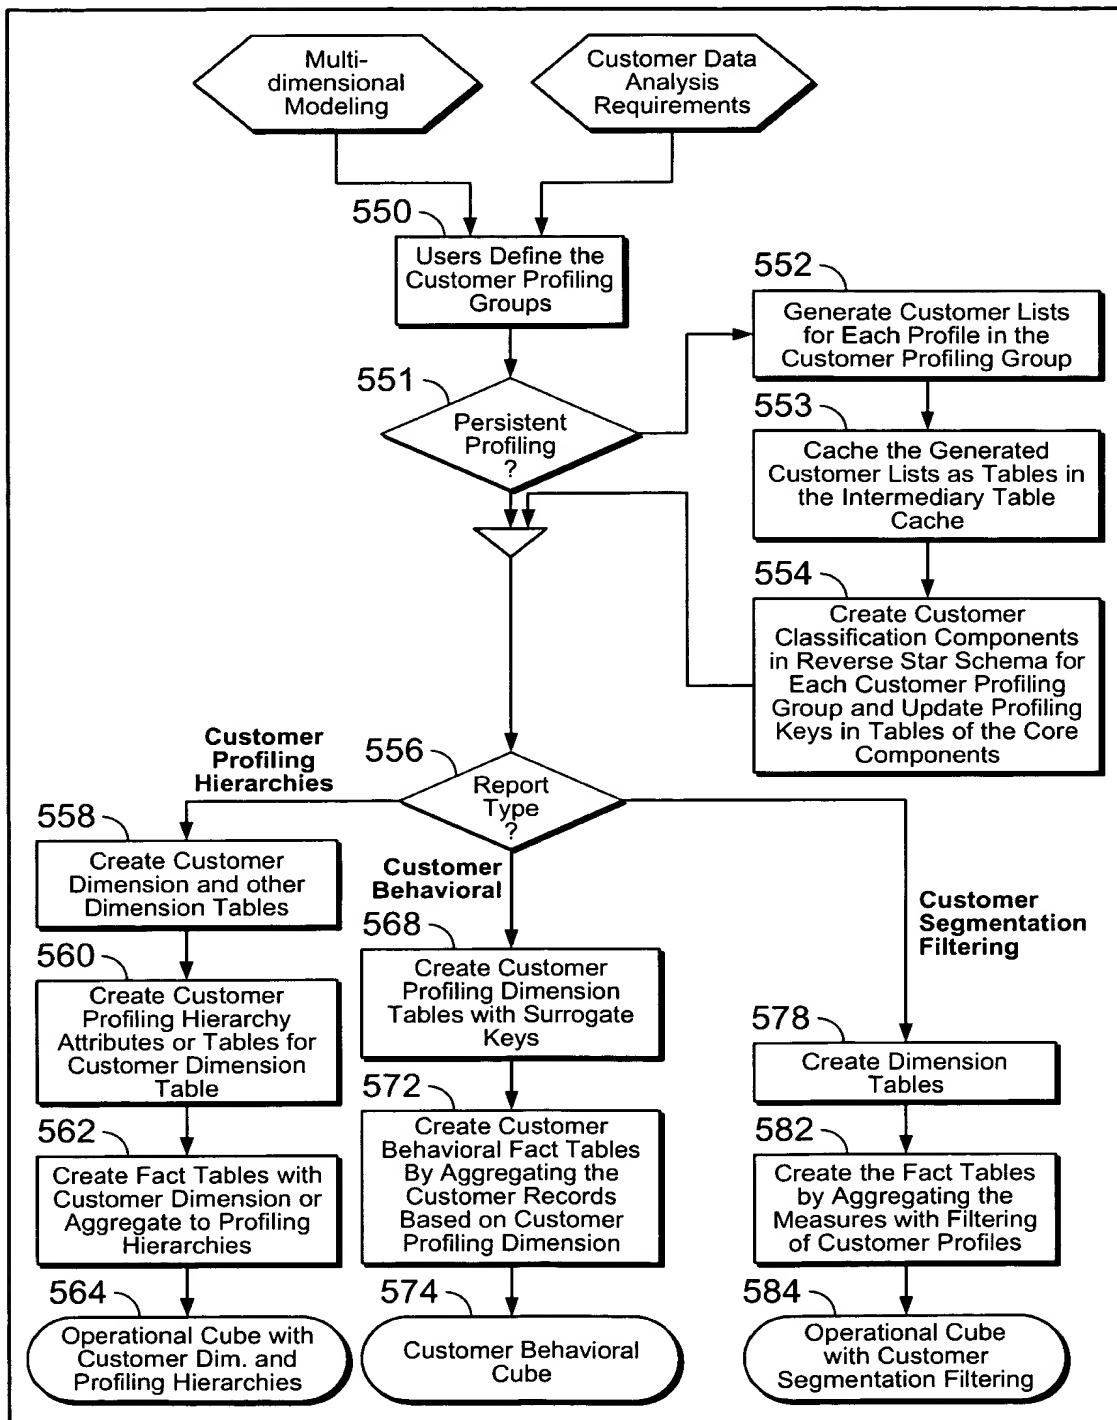 Multi-
dimensional
Modeling
Customer Data
Analysis
Requirements
550
Users Define the
Customer Profiling
Groups
551
Persistent
Profiling
?
552
Generate Customer Lists
for Each Profile in the
Customer Profiling Group
553
Cache the Generated
Customer Lists as Tables in
the Intermediary Table
Cache
554
Create Customer
Classification Components
in Reverse Star Schema for
Each Customer Profiling
Group and Update Profiling
Keys in Tables of the Core
Components
556
Report
Type
?
Customer
Profiling
Hierarchies
558
Create Customer
Dimension and other
Dimension Tables
560
Create Customer
Profiling Hierarchy
Attributes or Tables for
Customer Dimension
Table
562
Create Fact Tables with
Customer Dimension or
Aggregate to Profiling
Hierarchies
564
Operational Cube with
Customer Dim. and
Profiling Hierarchies
Customer
Behavioral
568
Create Customer
Profiling Dimension
Tables with Surrogate
Keys
572
Create Customer
Behavioral Fact Tables
By Aggregating the
Customer Records
Based on Customer
Profiling Dimension
574
Customer Behavioral
Cube
Customer
Segmentation
Filtering
578
Create Dimension
Tables
582
Create the Fact Tables
by Aggregating the
Measures with Filtering
of Customer Profiles
584
Operational Cube
with Customer
Segmentation Filtering